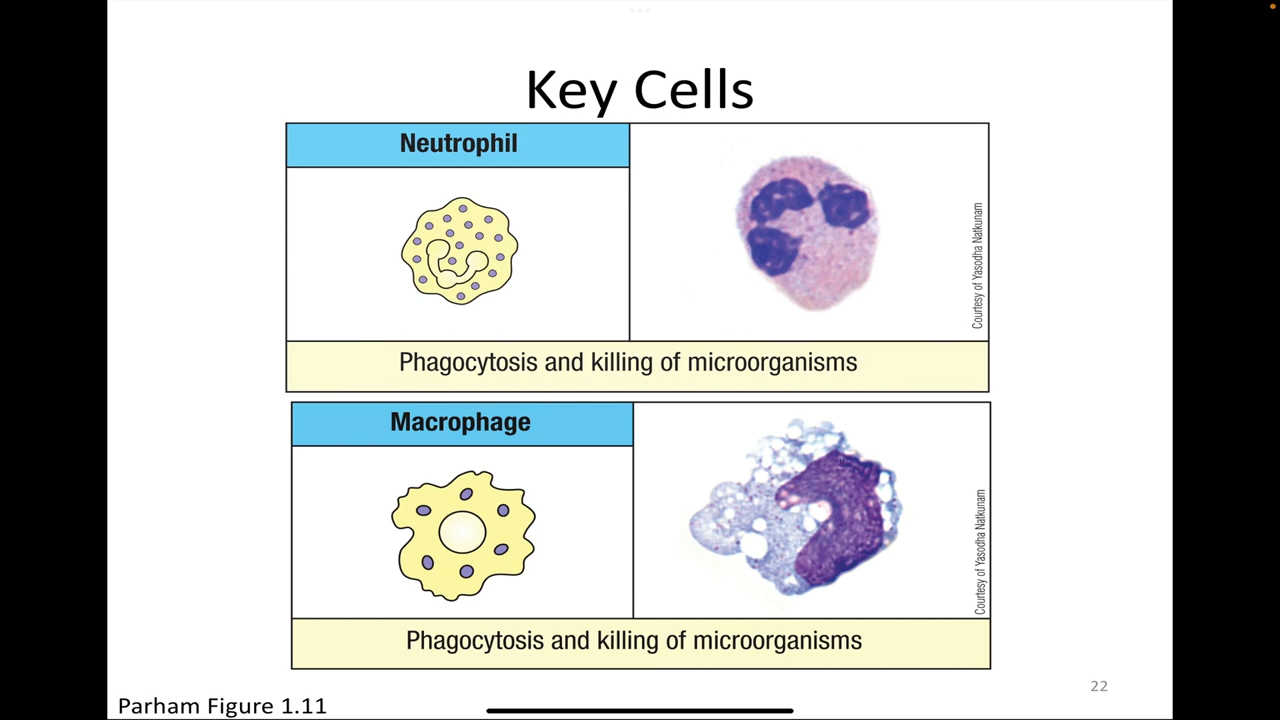 Key Cells
Neutrophil
Courtesy of Yasodha Natkunam
Phagocytosis and killing of microorganisms
Macrophage
Courtesy of Yasodha Natkunam
Phagocytosis and killing of microorganisms
22
Parham Figure 1.11